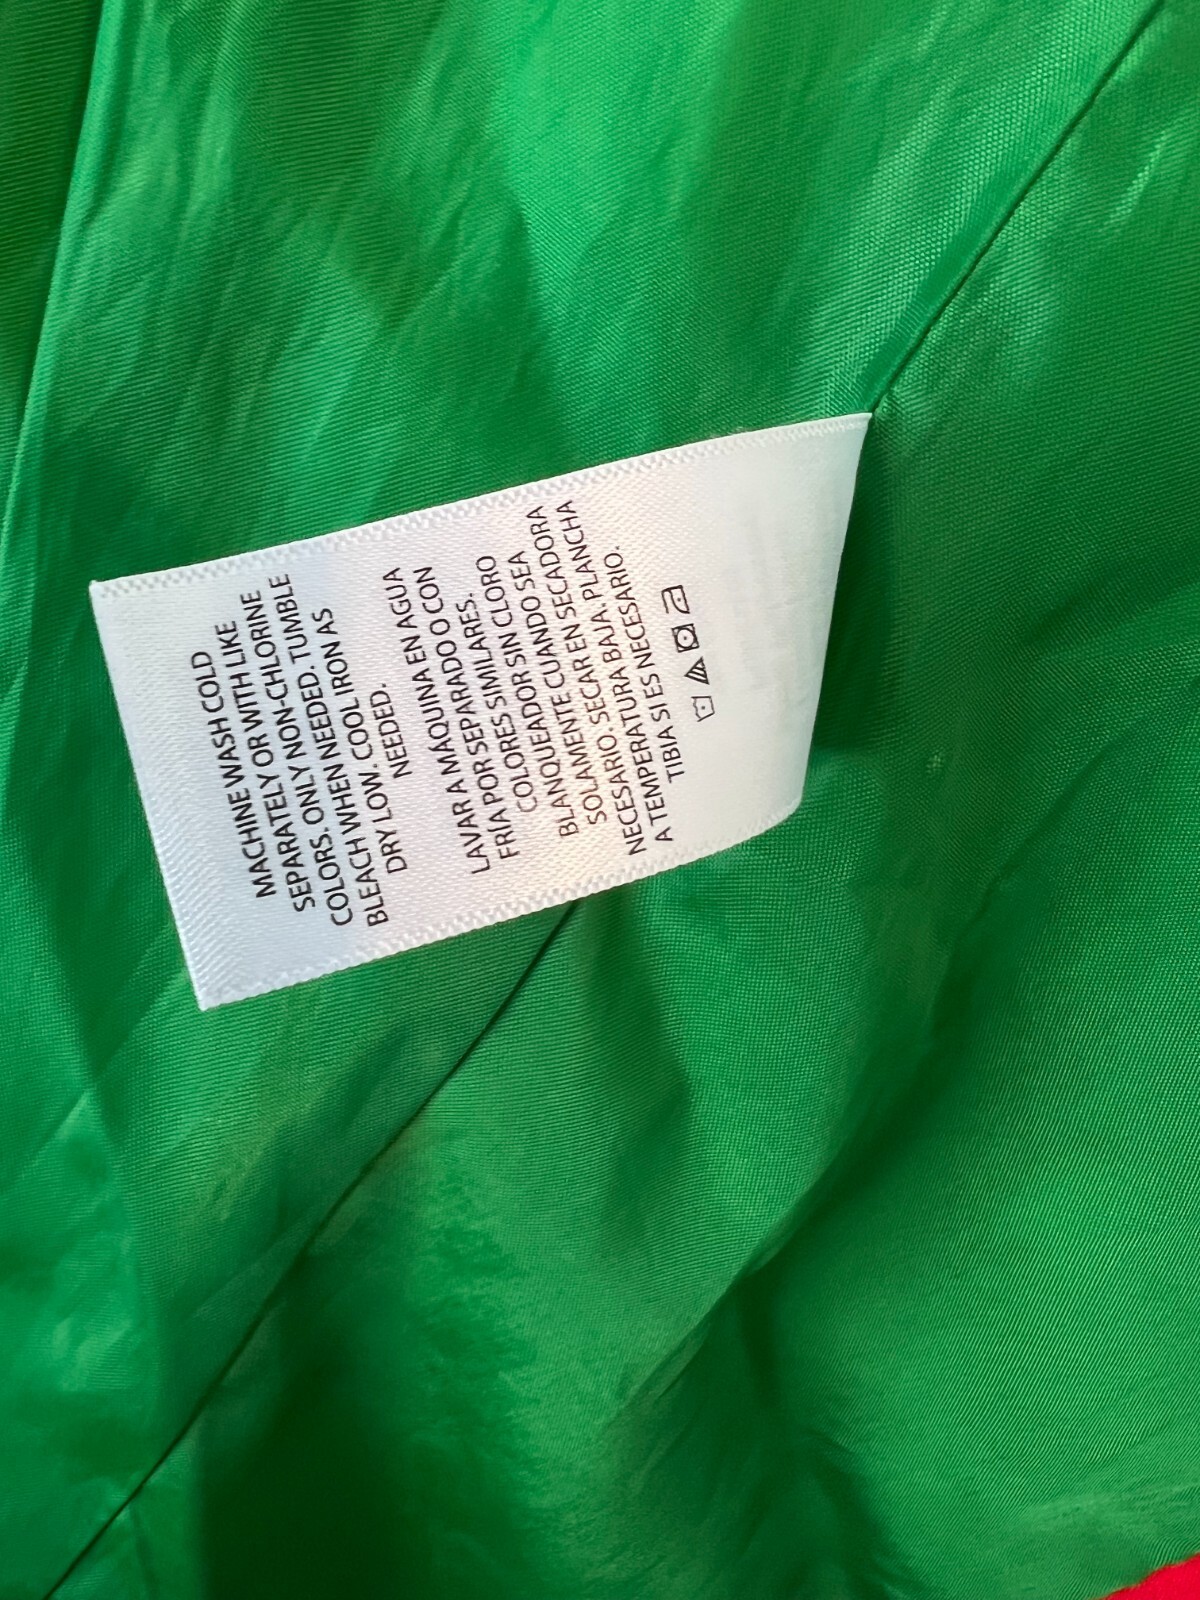 MACHINE WASH COLD
SEPARATELY OR WITH LIKE
COLORS. ONLY NON-CHLORINE
BLEACH WHEN NEEDED. TUMBLE
DRY LOW. COOL IRON AS
NEEDED.
LAVAR A MÁQUINA EN AGUA
FRÍA POR SEPARADO O CON
COLORES SIMILARES.
BLANQUEADOR SIN CLORO
SOLAMENTE CUANDO SEA
NECESARIO. SECAR EN SECADORA
A TEMPERATURA BAJA. PLANCHA
TIBIA SI ES NECESARIO.